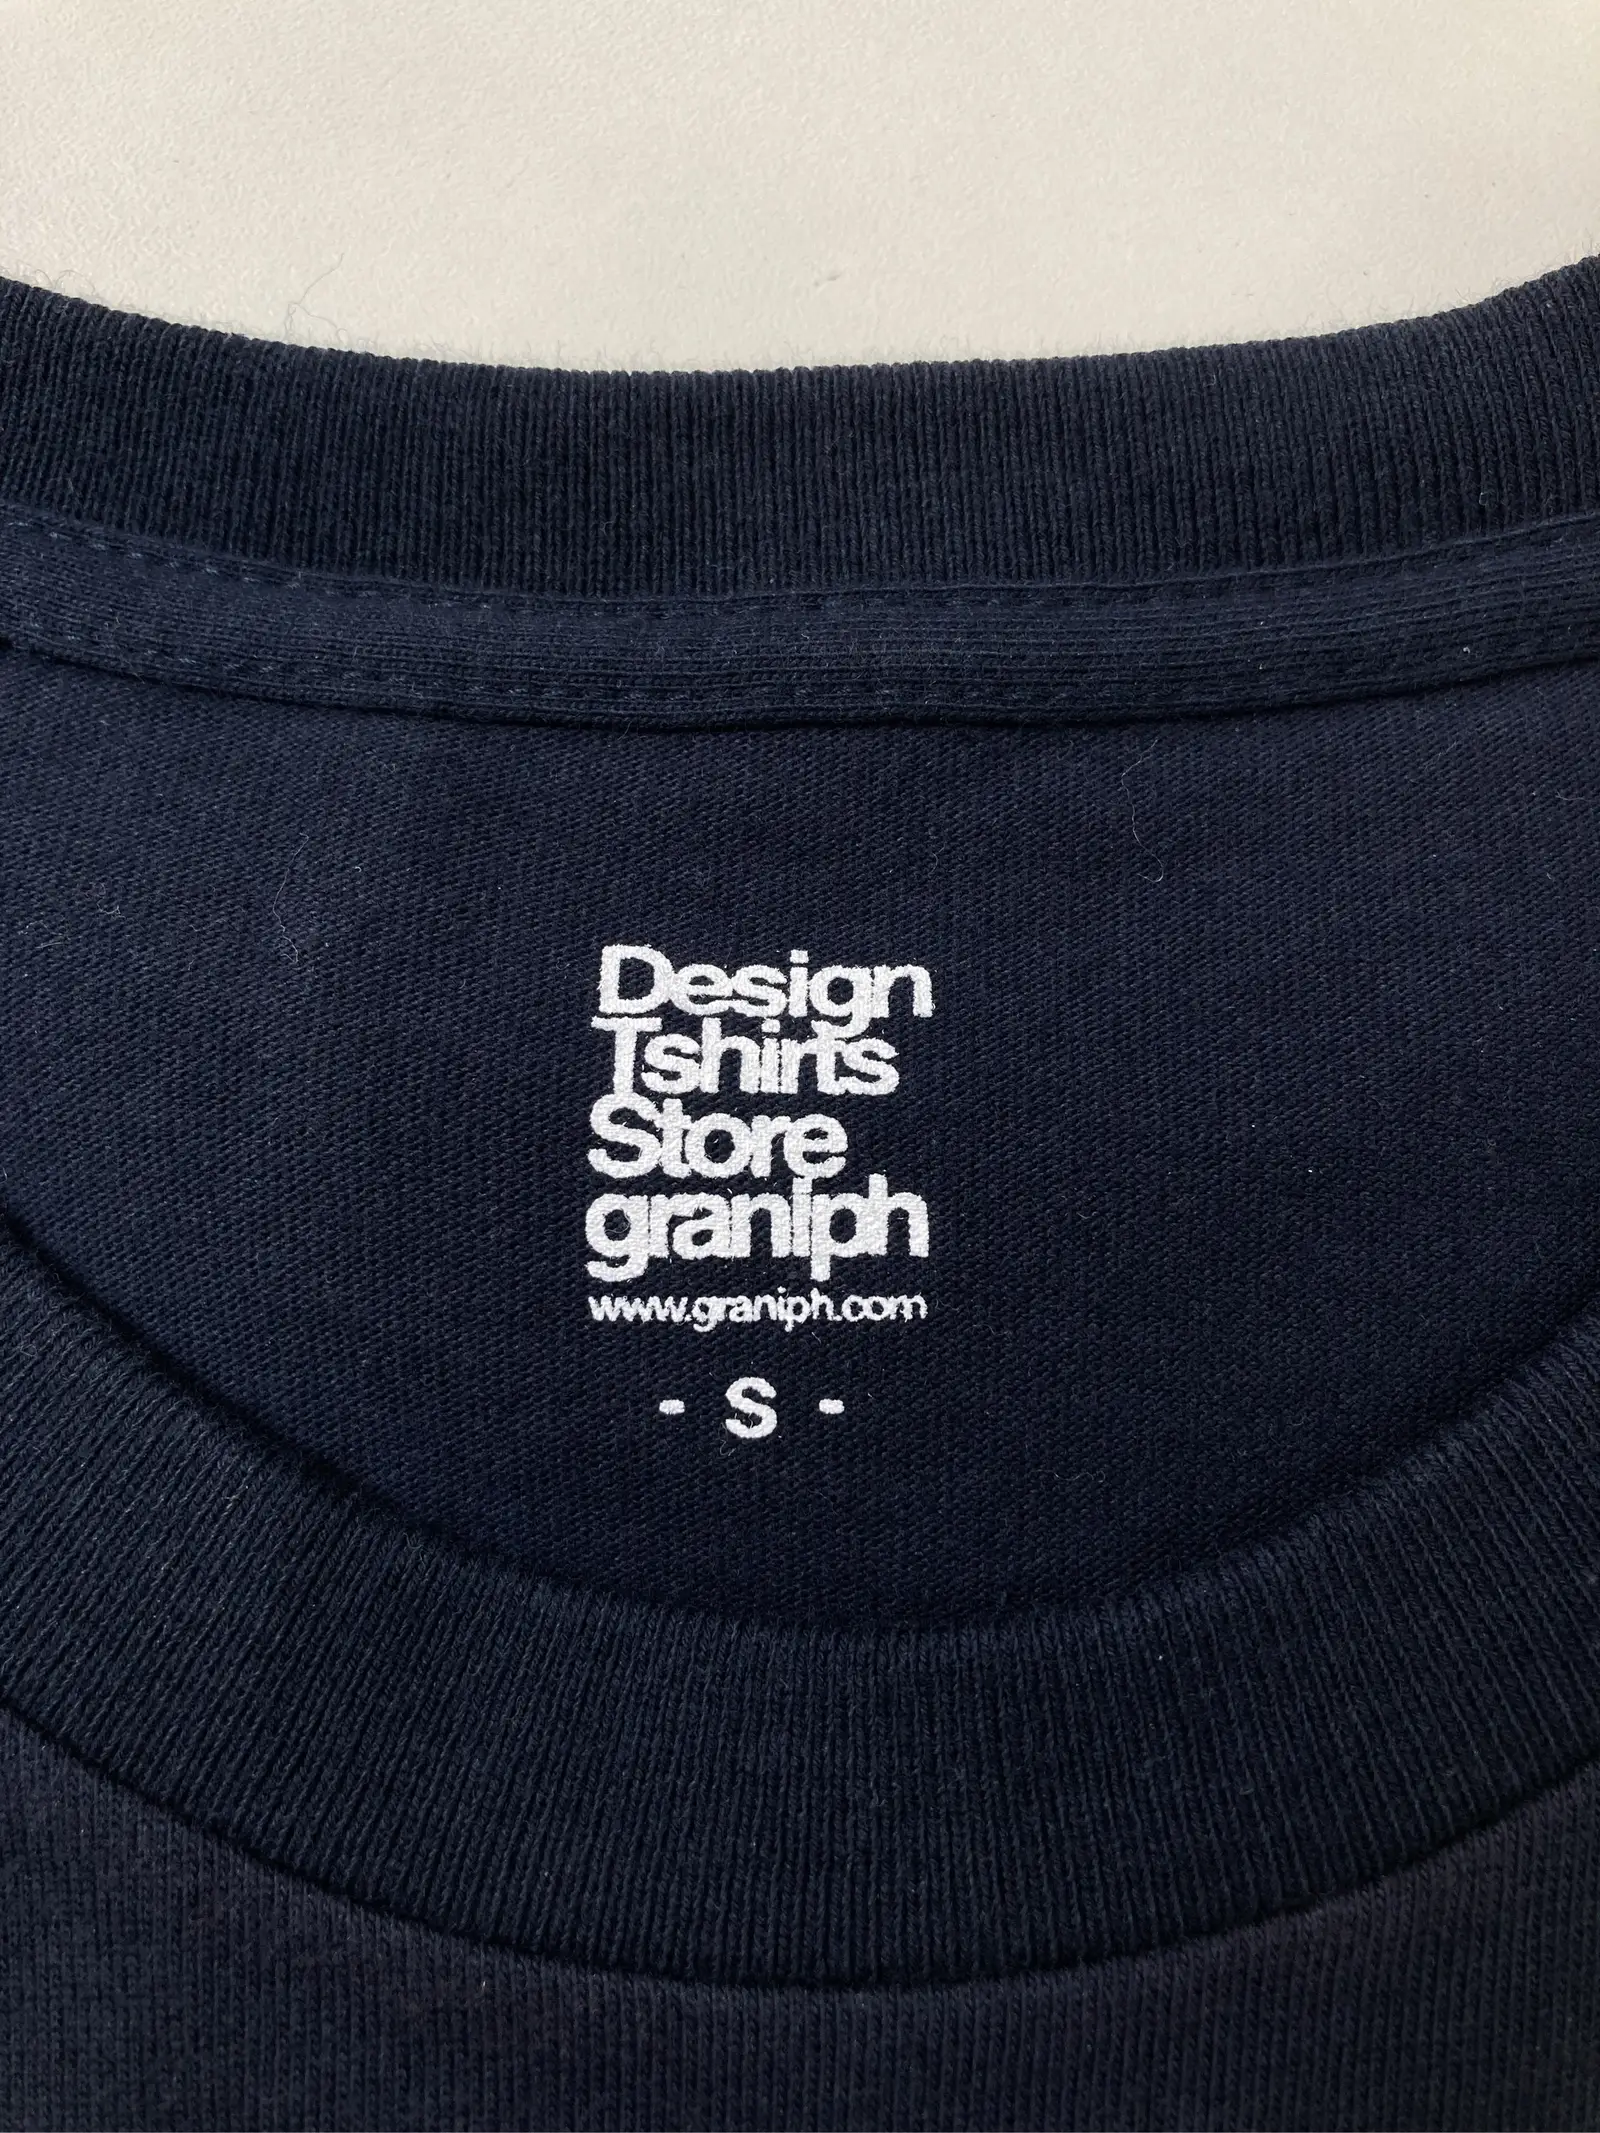 Design
Tshirts
Store
graniph
www.graniph.com
- S -